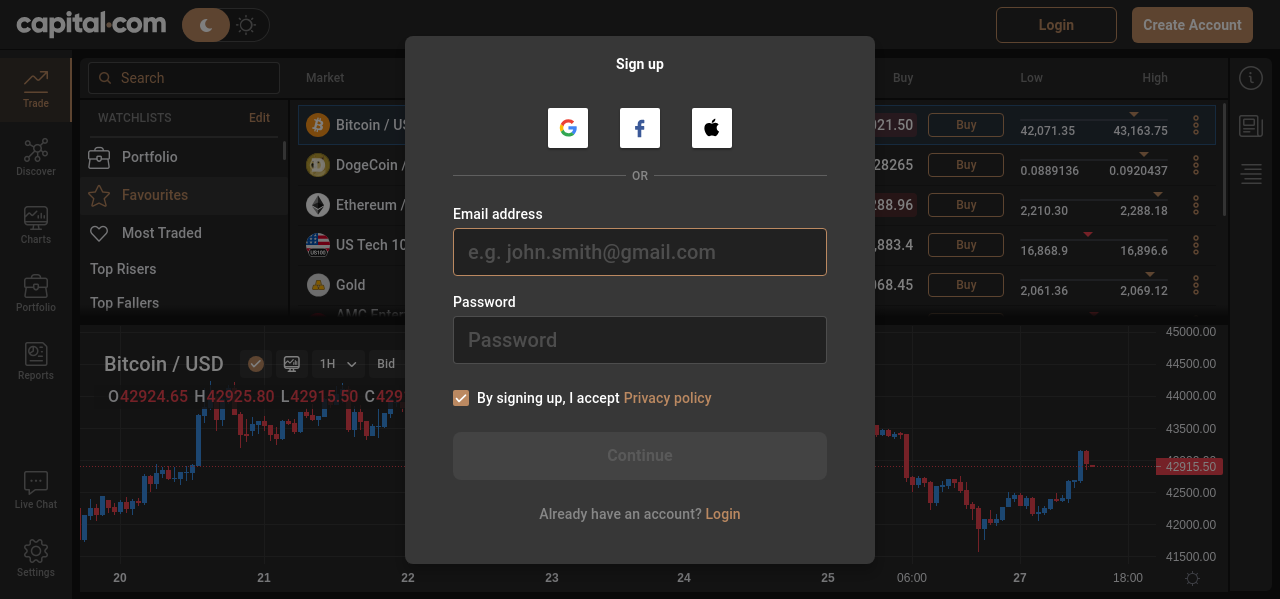 capital.com
Login
Create Account
Sign up
Trade
Discover
Charts
Portfolio
Reports
Live Chat
Settings
Search
WATCHLISTS Edit
Portfolio
Favourites
Most Traded
Top Risers
Top Fallers
Market Buy Low High
Bitcoin / US 021.50 Buy 42,071.35 43,163.75
DogeCoin / 28265 Buy 0.0889136 0.0920437
Ethereum / 288.96 Buy 2,210.30 2,288.18
US Tech 10 ,883.4 Buy 16,868.9 16,896.6
Gold 068.45 Buy 2,061.36 2,069.12
AMC Enter
OR
Email address
e.g. john.smith@gmail.com
Password
Password
By signing up, I accept Privacy policy
Continue
Already have an account? Login
Bitcoin / USD 1H Bid
O42924.65 H42925.80 L42915.50 C429
45000.00
44500.00
44000.00
43500.00
42915.50
42500.00
42000.00
41500.00
20 21 22 23 24 25 06:00 27 18:00